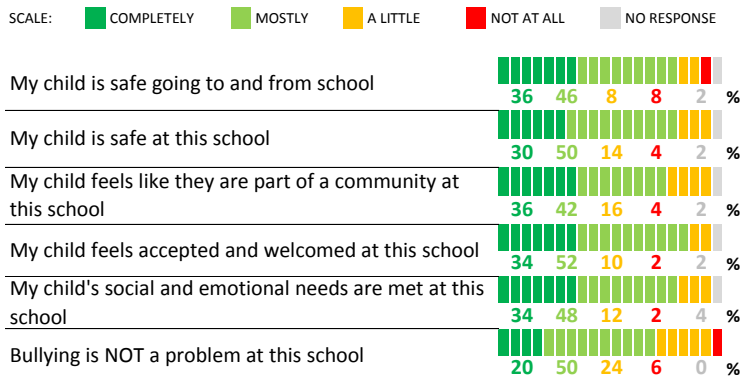 SCALE: COMPLETELY MOSTLY A LITTLE NOT AT ALL NO RESPONSE
My child is safe going to and from school
36 46 8 8 2 %
My child is safe at this school
30 50 14 4 2 %
My child feels like they are part of a community at
this school
36 42 16 4 2 %
My child feels accepted and welcomed at this school
34 52 10 2 2 %
My child's social and emotional needs are met at this
school
34 48 12 2 4 %
Bullying is NOT a problem at this school
20 50 24 6 0 %